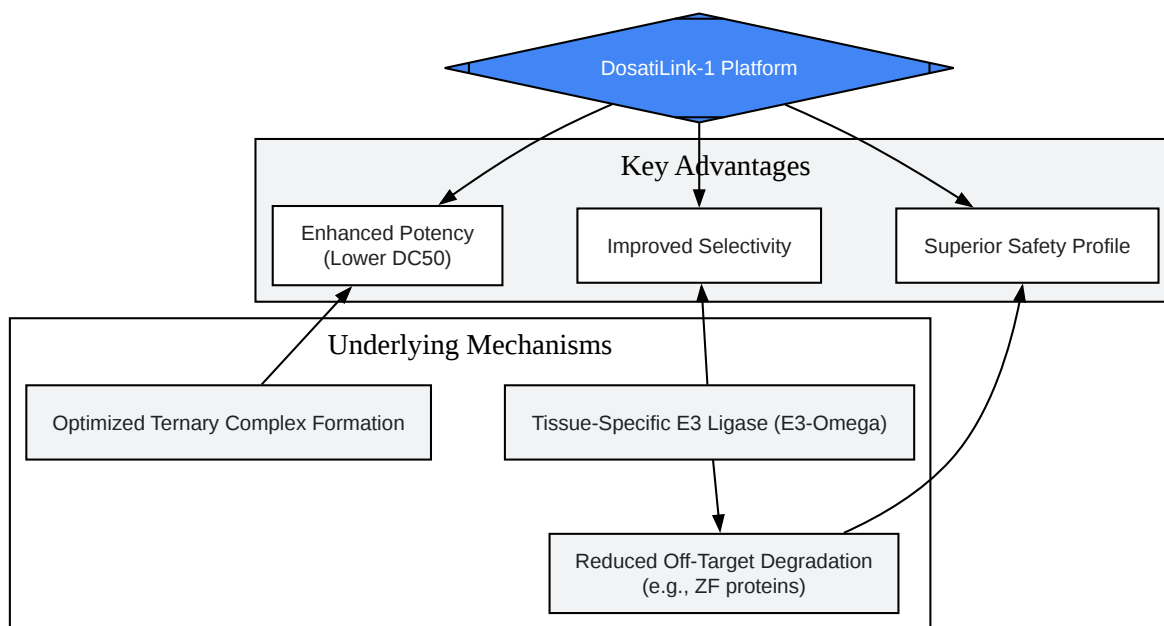 DosatiLink-1 Platform
Key Advantages
Enhanced Potency
(Lower DC50)
Improved Selectivity
Superior Safety Profile
Underlying Mechanisms
Optimized Ternary Complex Formation
Tissue-Specific E3 Ligase (E3-Omega)
Reduced Off-Target Degradation
(e.g., ZF proteins)